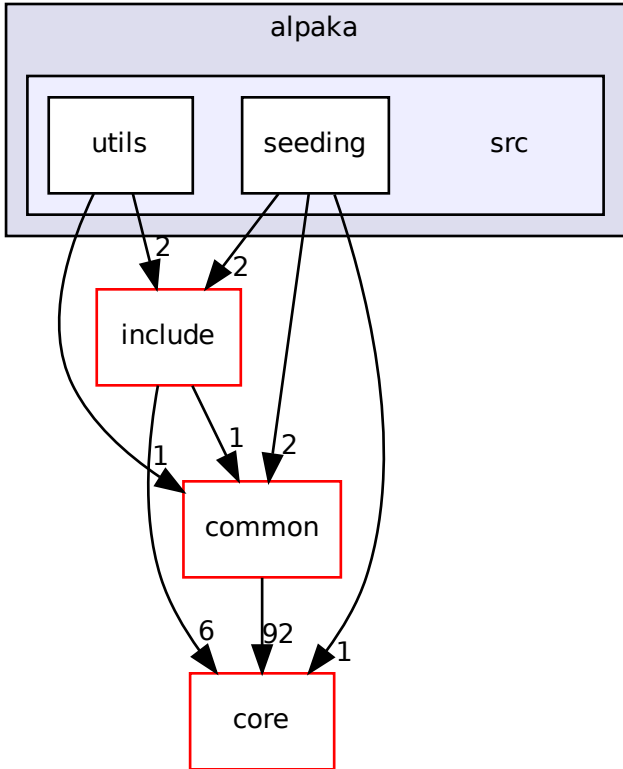 alpaka
utils
seeding
src
2
2
include
1
1
2
common
6
92
1
core